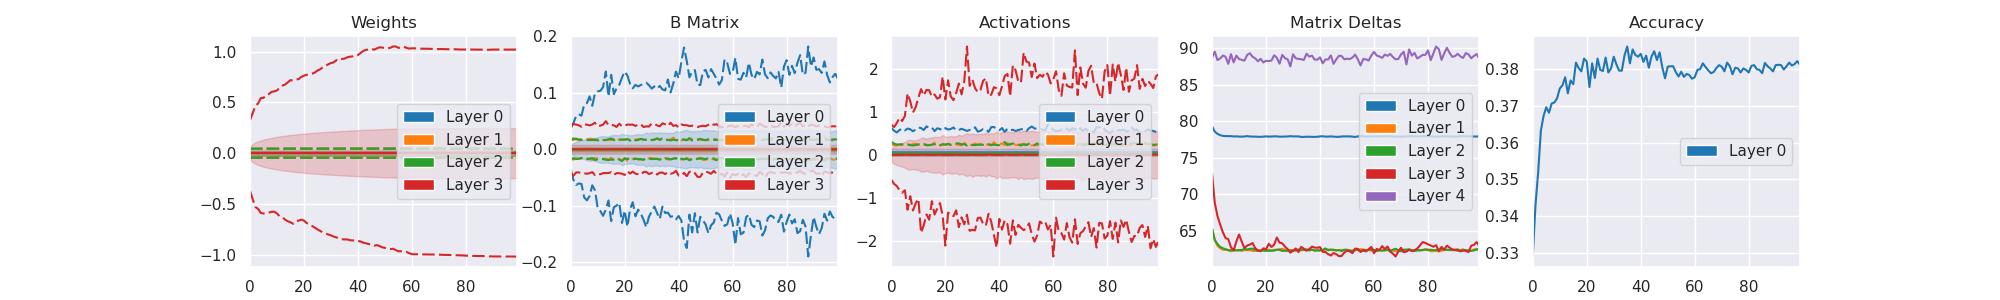 Weights
1.0
0.5
0.0
−0.5
−1.0
0 20 40 60 80
Layer 0
Layer 1
Layer 2
Layer 3
B Matrix
0.2
0.1
0.0
−0.1
−0.2
0 20 40 60 80
Layer 0
Layer 1
Layer 2
Layer 3
Activations
2
1
0
−1
−2
0 20 40 60 80
Layer 0
Layer 1
Layer 2
Layer 3
Matrix Deltas
90
85
80
75
70
65
0 20 40 60 80
Layer 0
Layer 1
Layer 2
Layer 3
Layer 4
Accuracy
0.38
0.37
0.36
0.35
0.34
0.33
0 20 40 60 80
Layer 0